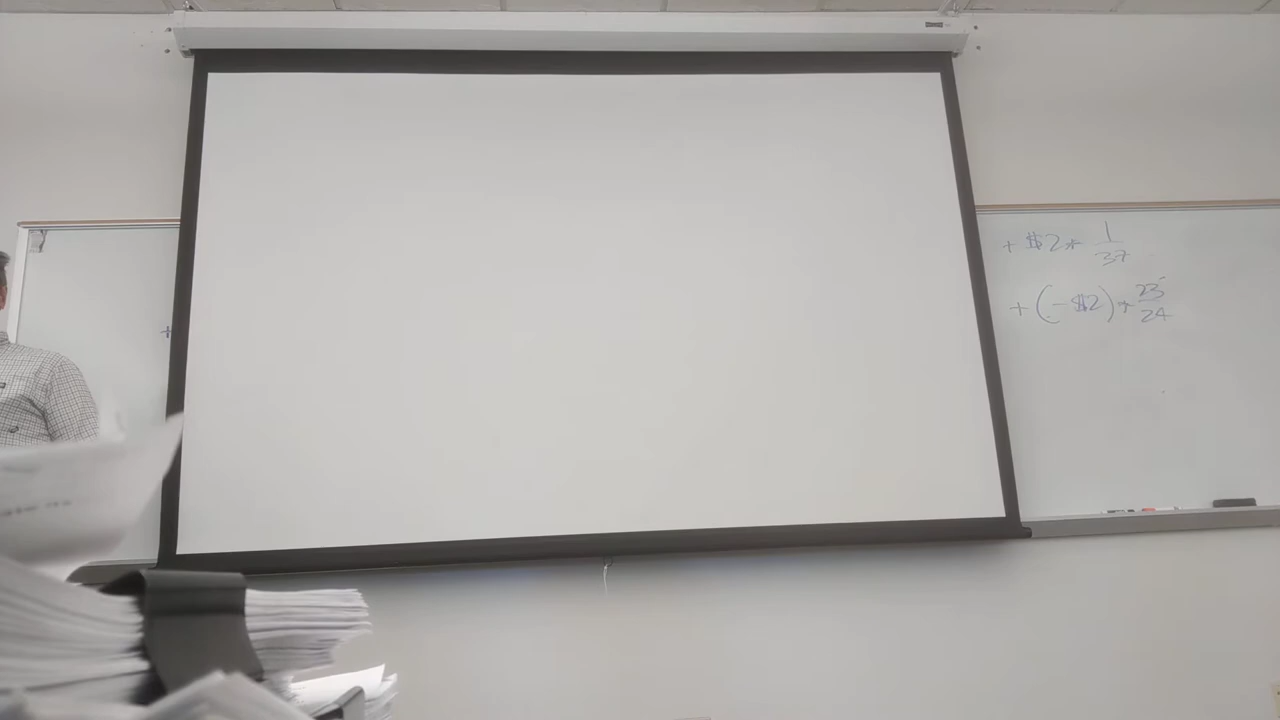 + $2 * 1/37
+ (-$2) * 23/24